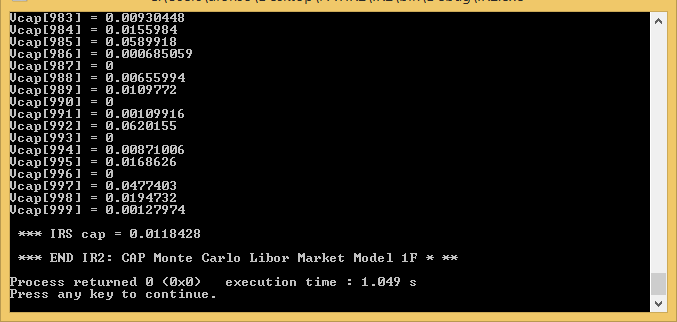 Vcap[983] = 0.00930448
Vcap[984] = 0.0155984
Vcap[985] = 0.0589918
Vcap[986] = 0.000685059
Vcap[987] = 0
Vcap[988] = 0.00655994
Vcap[989] = 0.0109772
Vcap[990] = 0
Vcap[991] = 0.00109916
Vcap[992] = 0.0620155
Vcap[993] = 0
Vcap[994] = 0.00871006
Vcap[995] = 0.0168626
Vcap[996] = 0
Vcap[997] = 0.0477403
Vcap[998] = 0.0194732
Vcap[999] = 0.00127974
*** IRS cap = 0.0118428
*** END IR2: CAP Monte Carlo Libor Market Model 1F * **
Process returned 0 (0x0)   execution time : 1.049 s
Press any key to continue.